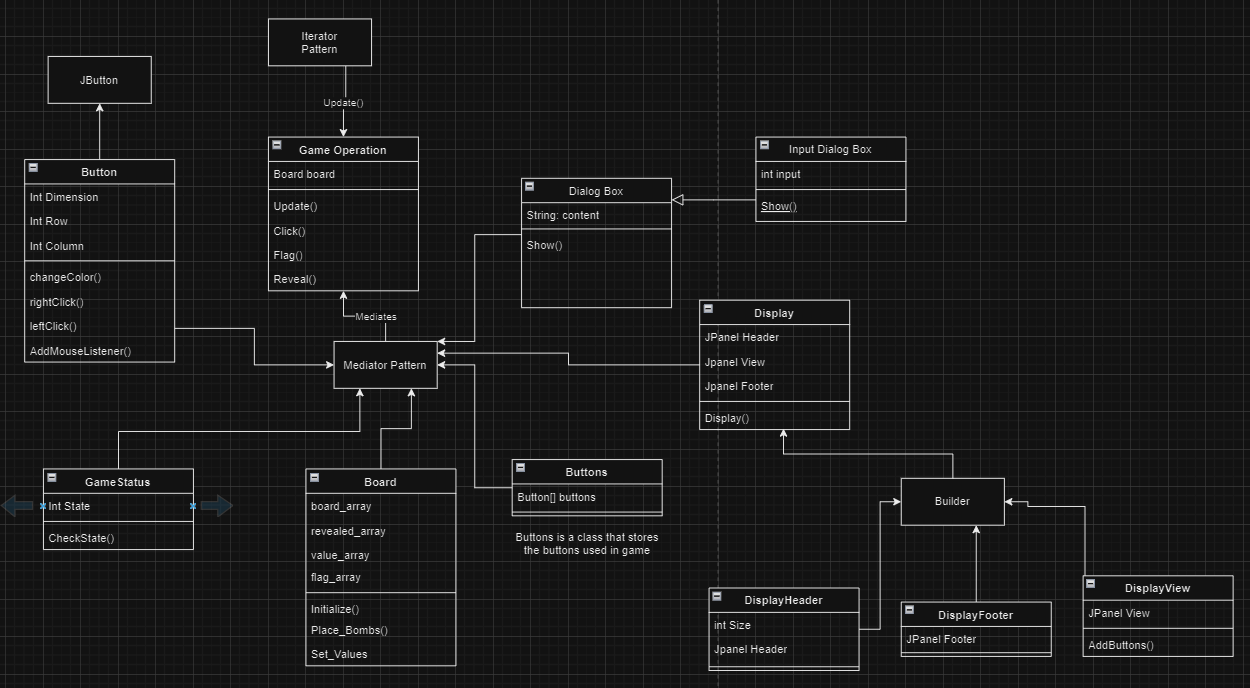 Iterator
Pattern
JButton
Update()
Button
Int Dimension
Int Row
Int Column
changeColor()
rightClick()
leftClick()
AddMouseListener()
Game Operation
Board board
Update()
Click()
Flag()
Reveal()
Dialog Box
String: content
Show()
Input Dialog Box
int input
Show()
Mediates
Mediator Pattern
Display
JPanel Header
Jpanel View
Jpanel Footer
Display()
GameStatus
Int State
CheckState()
Board
board_array
revealed_array
value_array
flag_array
Initialize()
Place_Bombs()
Set_Values
Buttons
Button[] buttons
Buttons is a class that stores
the buttons used in game
Builder
DisplayHeader
int Size
Jpanel Header
DisplayFooter
JPanel Footer
DisplayView
JPanel View
AddButtons()